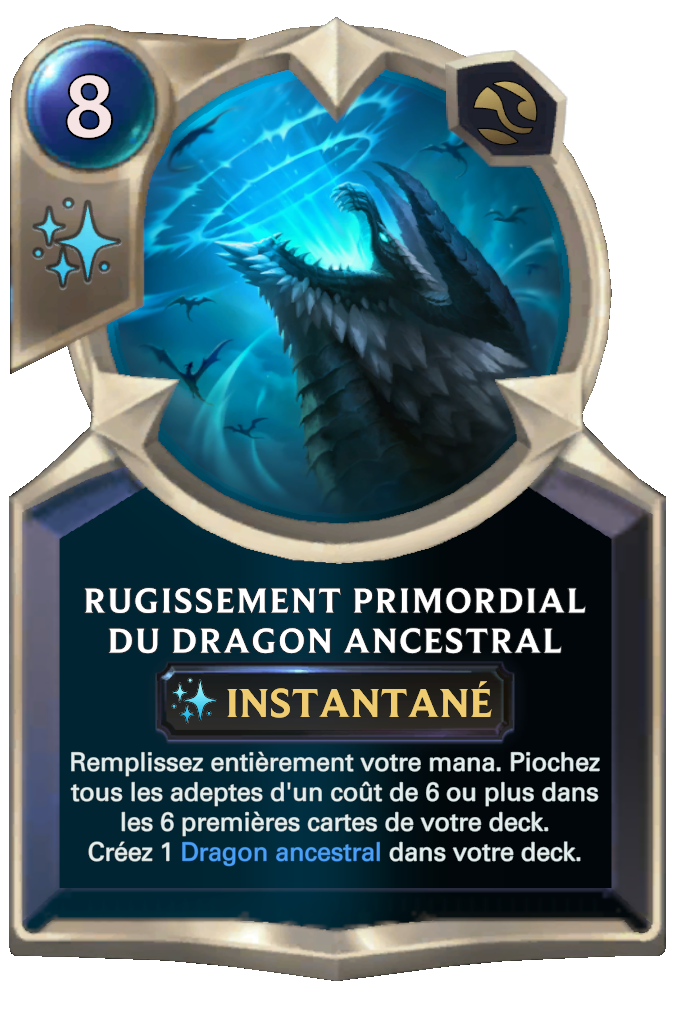 8
RUGISSEMENT PRIMORDIAL
DU DRAGON ANCESTRAL
INSTANTANÉ
Remplissez entièrement votre mana. Piochez
tous les adeptes d'un coût de 6 ou plus dans
les 6 premières cartes de votre deck.
Créez 1 Dragon ancestral dans votre deck.